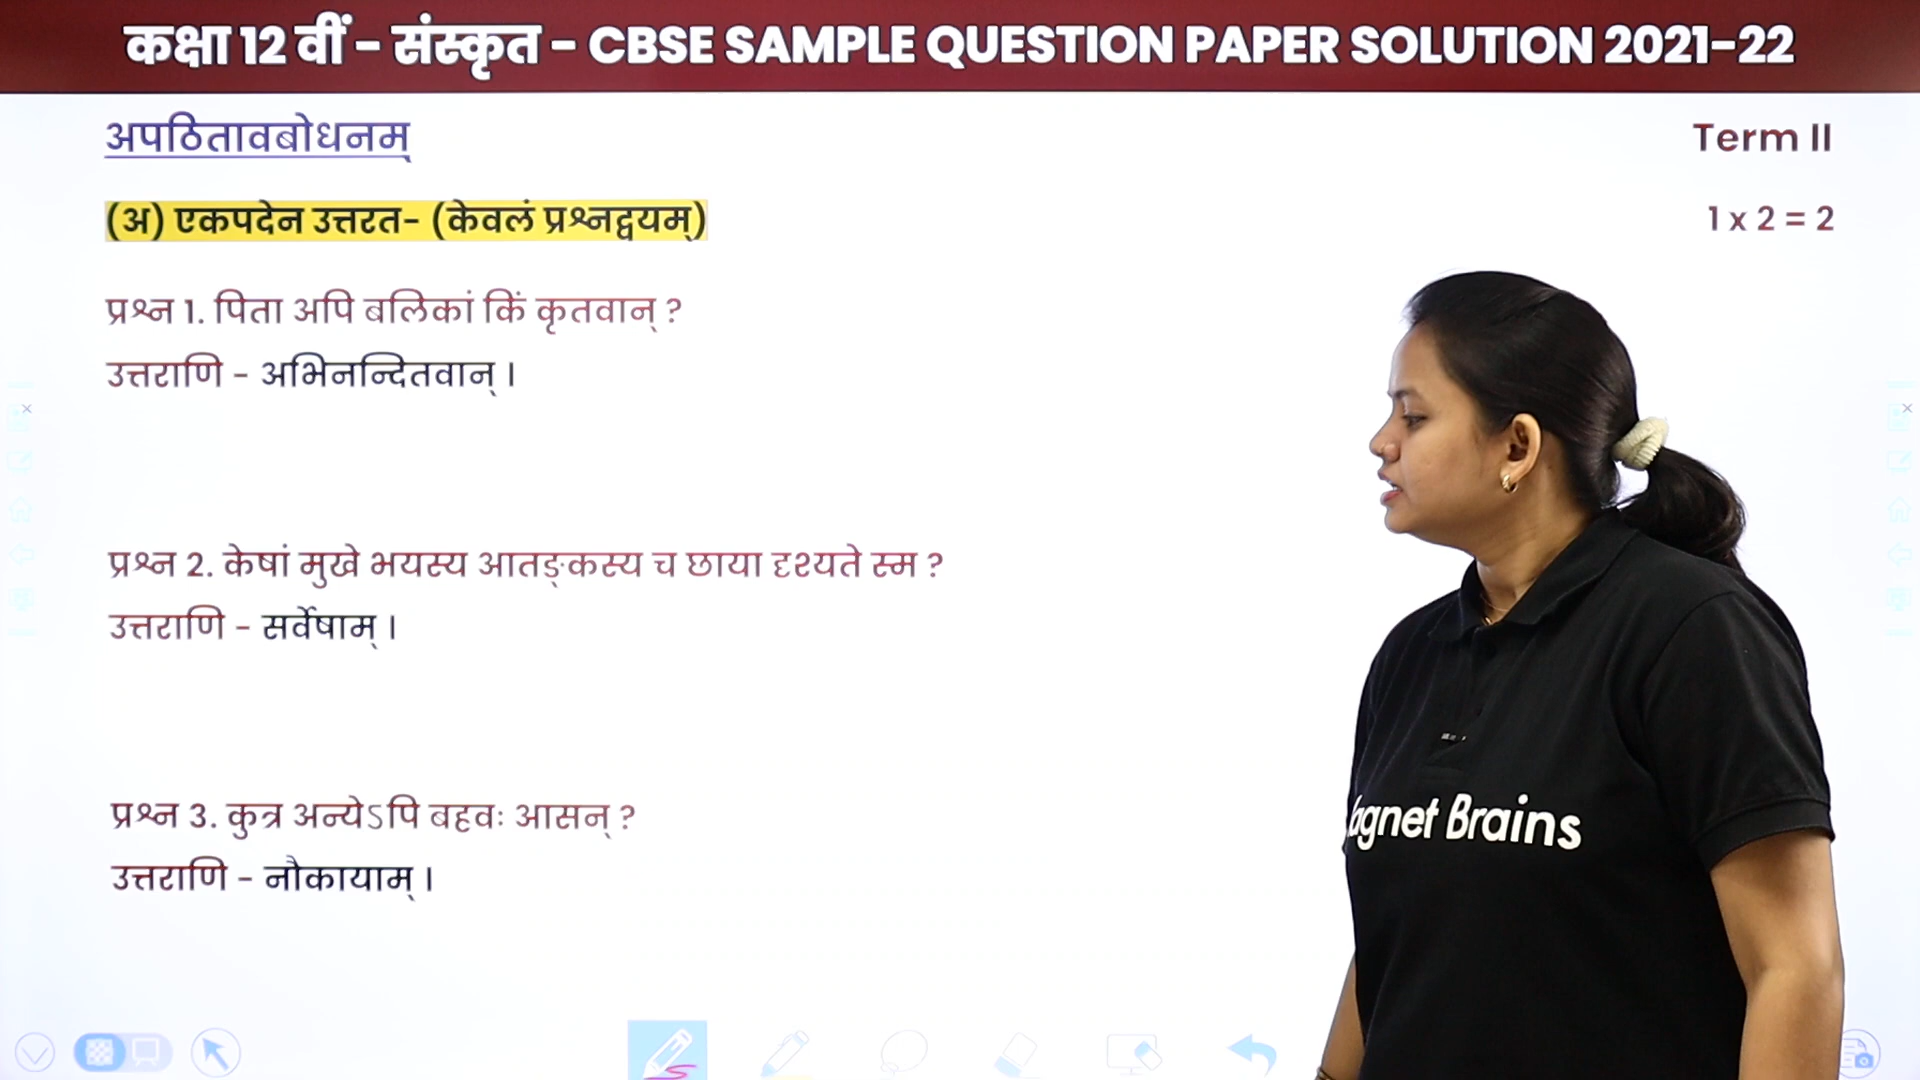 कक्षा 12 वीं - संस्कृत - CBSE SAMPLE QUESTION PAPER SOLUTION 2021-22
अपठितावबोधनम्
Term II
(अ) एकपदेन उत्तरत- (केवलं प्रश्नद्वयम्)
1 x 2 = 2
प्रश्न 1. पिता अपि बलिकां किं कृतवान् ?
उत्तराणि - अभिनन्दितवान् ।
प्रश्न 2. केषां मुखे भयस्य आतङ्कस्य च छाया दृश्यते स्म ?
उत्तराणि - सर्वेषाम् ।
प्रश्न 3. कुत्र अन्येऽपि बहवः आसन् ?
उत्तराणि - नौकायाम् ।
agnet Brains